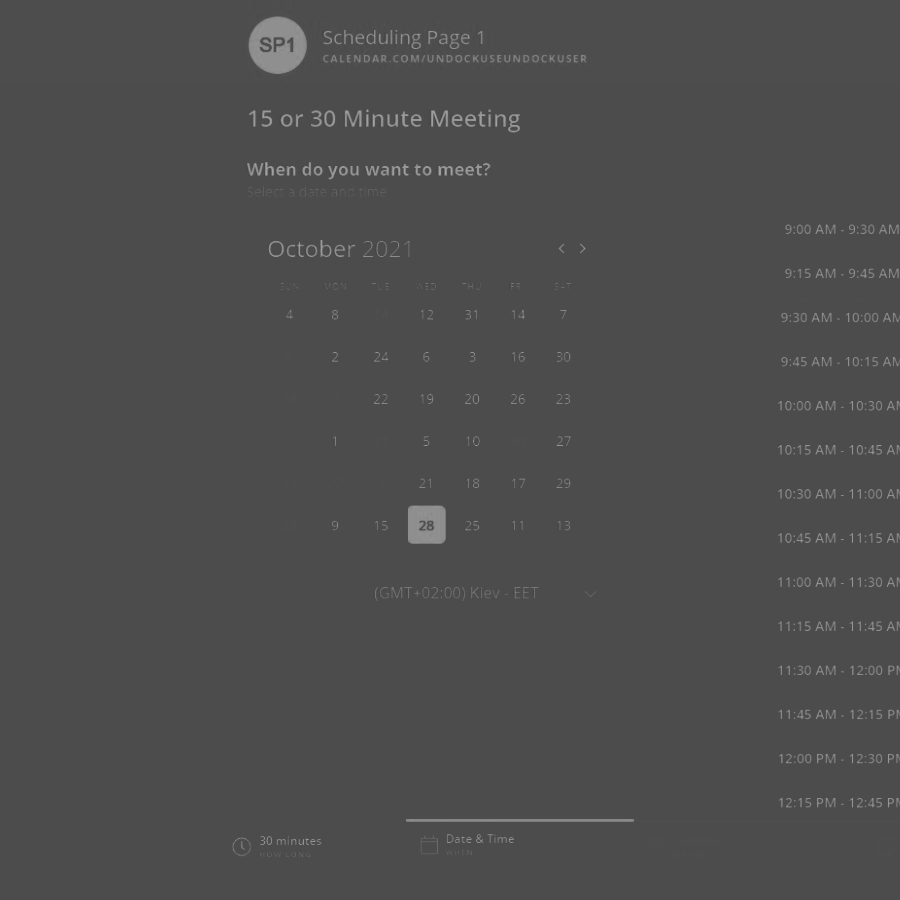 SP1
Scheduling Page 1
CALENDAR.COM/UNDOCKUSEUNDOCKUSER
15 or 30 Minute Meeting
When do you want to meet?
Select a date and time
October 2021
SUN MON TUE WED THU FRI SAT
4 8 12 31 14 7
2 24 6 3 16 30
22 19 20 26 23
1 5 10 27
21 18 17 29
9 15 28 25 11 13
(GMT+02:00) Kiev - EET
9:00 AM - 9:30 AM
9:15 AM - 9:45 AM
9:30 AM - 10:00 AM
9:45 AM - 10:15 AM
10:00 AM - 10:30 AM
10:15 AM - 10:45 AM
10:30 AM - 11:00 AM
10:45 AM - 11:15 AM
11:00 AM - 11:30 AM
11:15 AM - 11:45 AM
11:30 AM - 12:00 PM
11:45 AM - 12:15 PM
12:00 PM - 12:30 PM
12:15 PM - 12:45 PM
30 minutes
HOW LONG
Date & Time
WHEN